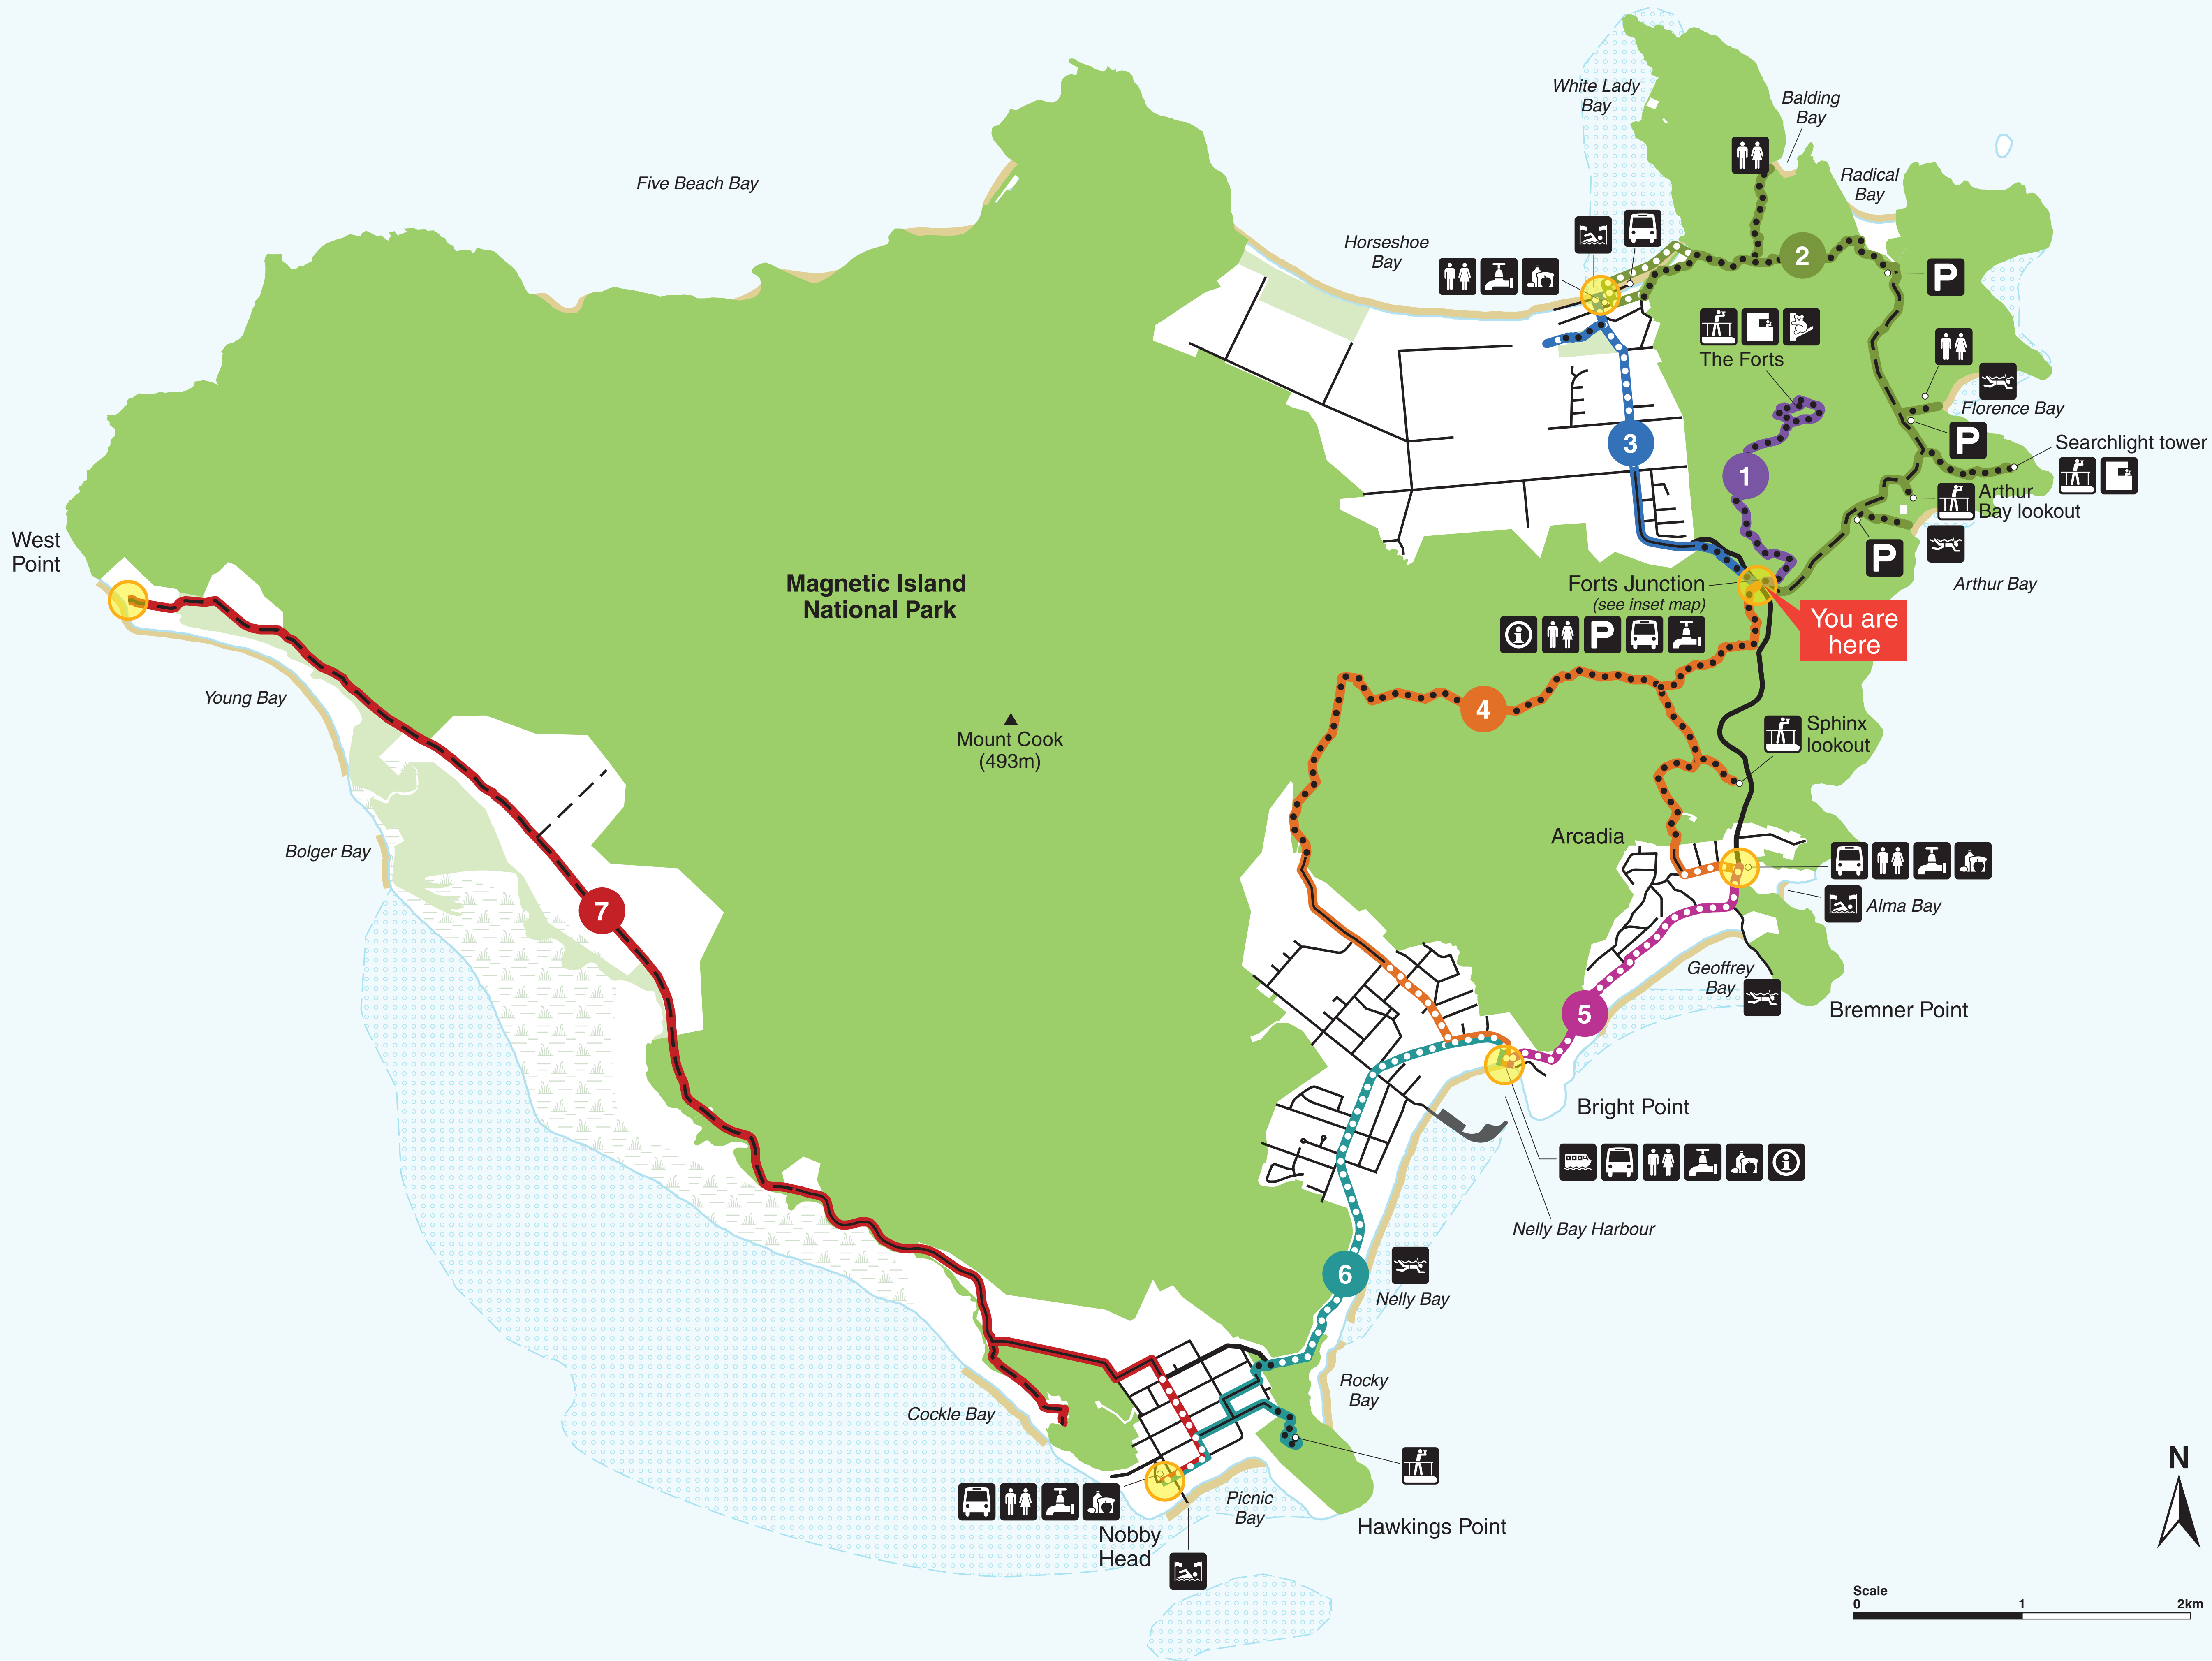 White Lady
Bay
Balding
Bay
Five Beach Bay
Radical
Bay
Horseshoe
Bay
2
P
The Forts
Florence Bay
P
3
Searchlight tower
1
Arthur
Bay lookout
West
Point
P
Arthur Bay
Magnetic Island
National Park
Forts Junction
(see inset map)
P
You are
here
Young Bay
4
Mount Cook
(493m)
Sphinx
lookout
Arcadia
Bolger Bay
7
Alma Bay
Geoffrey
Bay
5
Bremner Point
Bright Point
Nelly Bay Harbour
6
Nelly Bay
Rocky
Bay
Cockle Bay
Picnic
Bay
Hawkings Point
Nobby
Head
N
Scale
0 1 2km